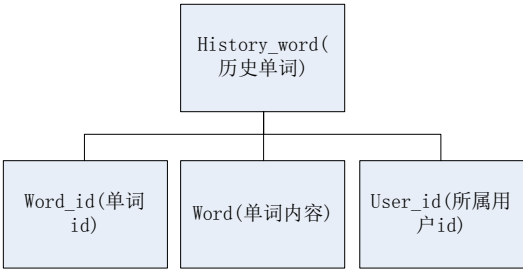 History_word(
历史单词)
Word_id(单词
id)
Word(单词内容)
User_id(所属用
户id)